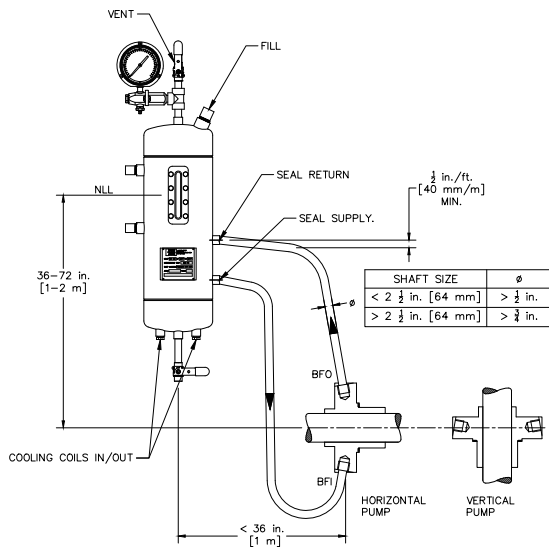 VENT
FILL
NLL
SEAL RETURN
SEAL SUPPLY.
1/2 in./ft.
[40 mm/m]
MIN.
SHAFT SIZE ø
< 2 1/2 in. [64 mm] > 1/2 in.
> 2 1/2 in. [64 mm] > 3/4 in.
ø
36-72 in.
[1-2 m]
BFO
BFI
COOLING COILS IN/OUT
HORIZONTAL
PUMP
VERTICAL
PUMP
< 36 in.
[1 m]